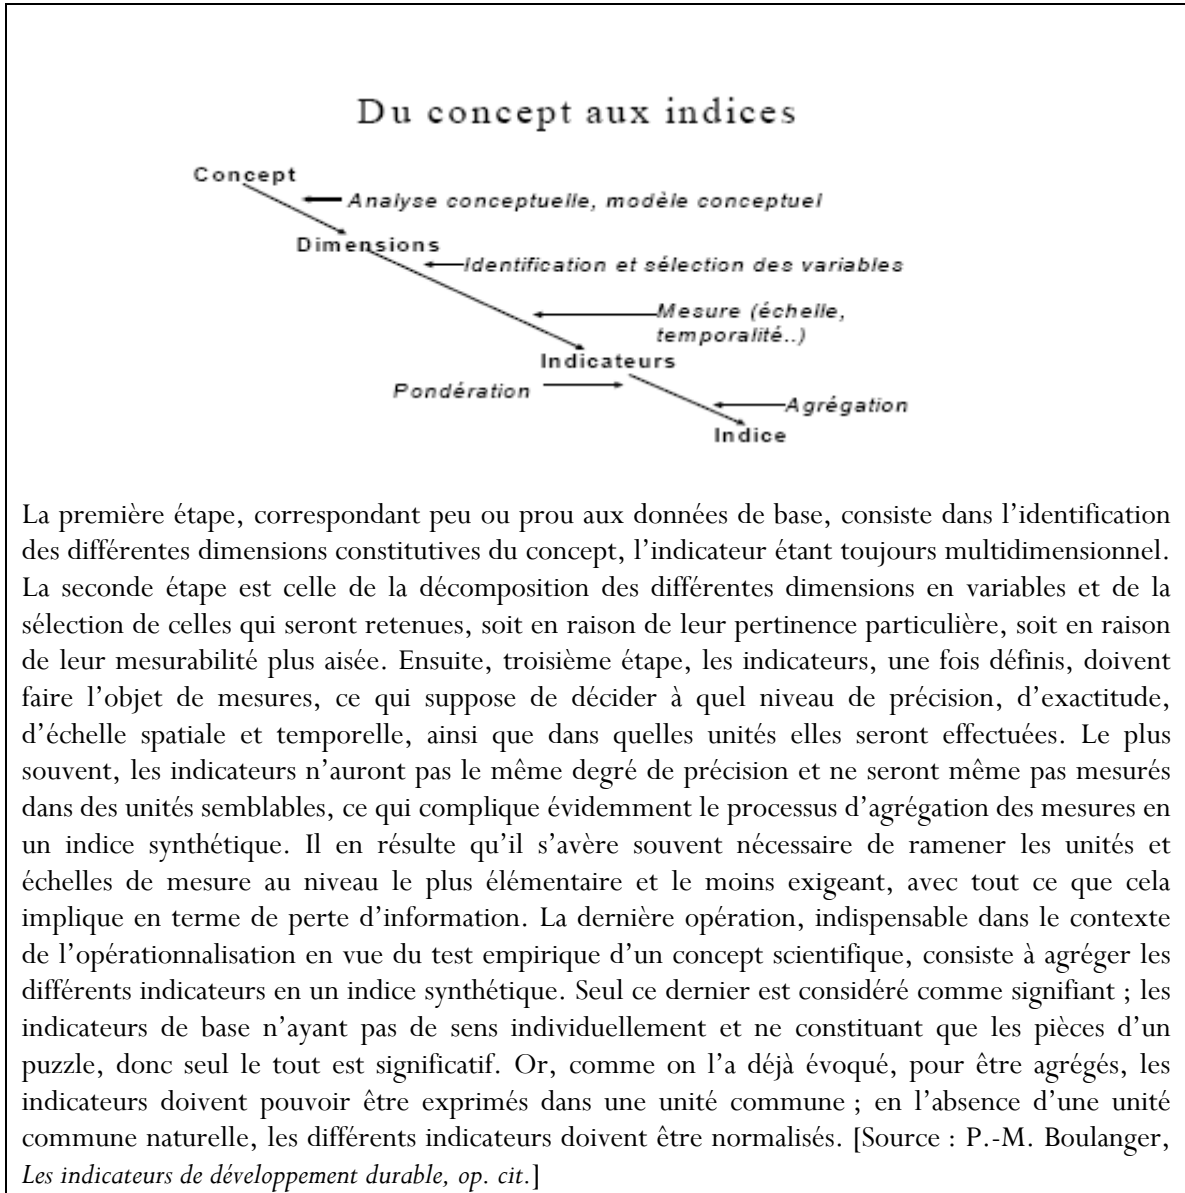 Du concept aux indices
Concept
Analyse conceptuelle, modèle conceptuel
Dimensions
Identification et sélection des variables
Mesure (échelle,
temporalité..)
Indicateurs
Pondération
Agrégation
Indice
La première étape, correspondant peu ou prou aux données de base, consiste dans l’identification
des différentes dimensions constitutives du concept, l’indicateur étant toujours multidimensionnel.
La seconde étape est celle de la décomposition des différentes dimensions en variables et de la
sélection de celles qui seront retenues, soit en raison de leur pertinence particulière, soit en raison
de leur mesurabilité plus aisée. Ensuite, troisième étape, les indicateurs, une fois définis, doivent
faire l’objet de mesures, ce qui suppose de décider à quel niveau de précision, d’exactitude,
d’échelle spatiale et temporelle, ainsi que dans quelles unités elles seront effectuées. Le plus
souvent, les indicateurs n’auront pas le même degré de précision et ne seront même pas mesurés
dans des unités semblables, ce qui complique évidemment le processus d’agrégation des mesures en
un indice synthétique. Il en résulte qu’il s’avère souvent nécessaire de ramener les unités et
échelles de mesure au niveau le plus élémentaire et le moins exigeant, avec tout ce que cela
implique en terme de perte d’information. La dernière opération, indispensable dans le contexte
de l’opérationnalisation en vue du test empirique d’un concept scientifique, consiste à agréger les
différents indicateurs en un indice synthétique. Seul ce dernier est considéré comme signifiant ; les
indicateurs de base n’ayant pas de sens individuellement et ne constituant que les pièces d’un
puzzle, donc seul le tout est significatif. Or, comme on l’a déjà évoqué, pour être agrégés, les
indicateurs doivent pouvoir être exprimés dans une unité commune ; en l’absence d’une unité
commune naturelle, les différents indicateurs doivent être normalisés. [Source : P.-M. Boulanger,
Les indicateurs de développement durable, op. cit.]